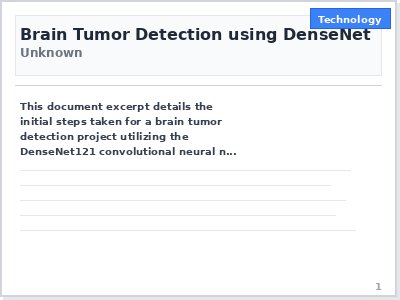 Technology
Brain Tumor Detection using DenseNet
Unknown
This document excerpt details the
initial steps taken for a brain tumor
detection project utilizing the
DenseNet121 convolutional neural n...
1